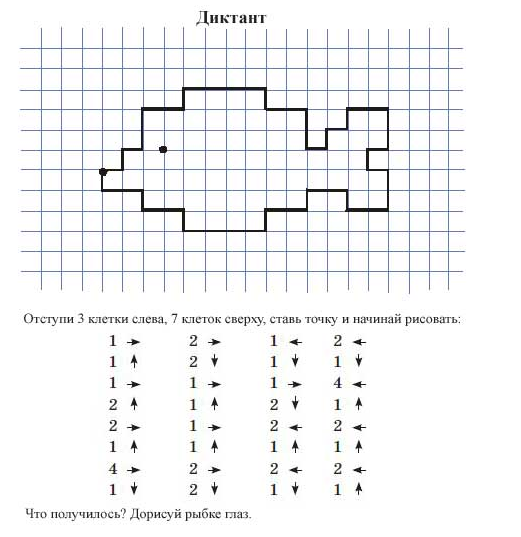 Диктант
Отступи 3 клетки слева, 7 клеток сверху, ставь точку и начинай рисовать:
1 → 2 → 1 ← 2 ←
1 ↑ 2 ↓ 1 ↓ 1 ↓
1 → 1 → 1 → 4 ←
2 ↑ 1 ↑ 2 ↓ 1 ↑
2 → 1 → 2 ← 2 ←
1 ↑ 1 ↑ 1 ↑ 1 ↑
4 → 2 → 2 ← 2 ←
1 ↓ 2 ↓ 1 ↓ 1 ↑
Что получилось? Дорисуй рыбке глаз.